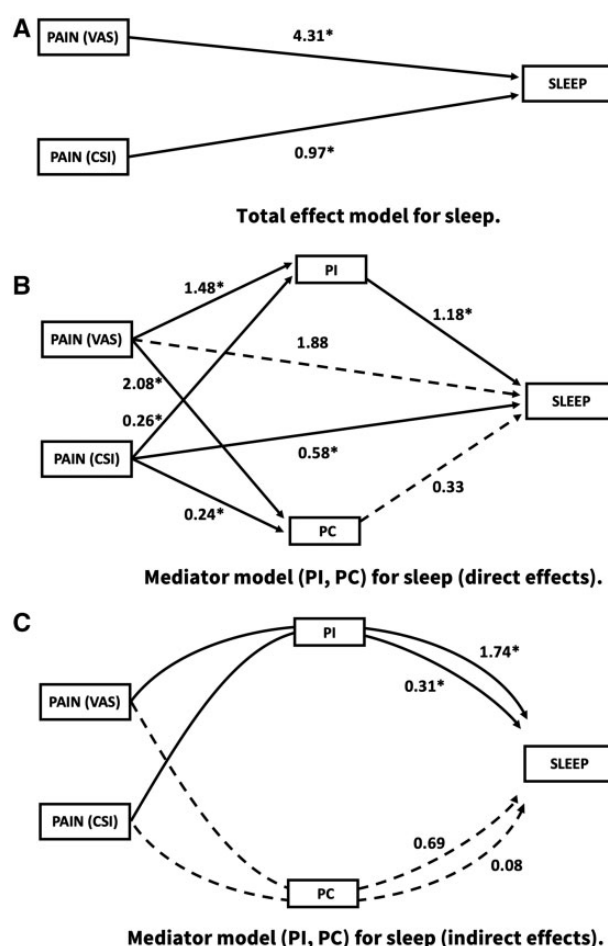 A
PAIN (VAS)
4.31*
SLEEP
PAIN (CSI)
0.97*
Total effect model for sleep.
B
PI
1.48*
1.18*
PAIN (VAS)
1.88
2.08*
SLEEP
0.26*
PAIN (CSI)
0.58*
0.33
0.24*
PC
Mediator model (PI, PC) for sleep (direct effects).
C
PI
1.74*
0.31*
PAIN (VAS)
SLEEP
PAIN (CSI)
0.69
0.08
PC
Mediator model (PI, PC) for sleep (indirect effects).